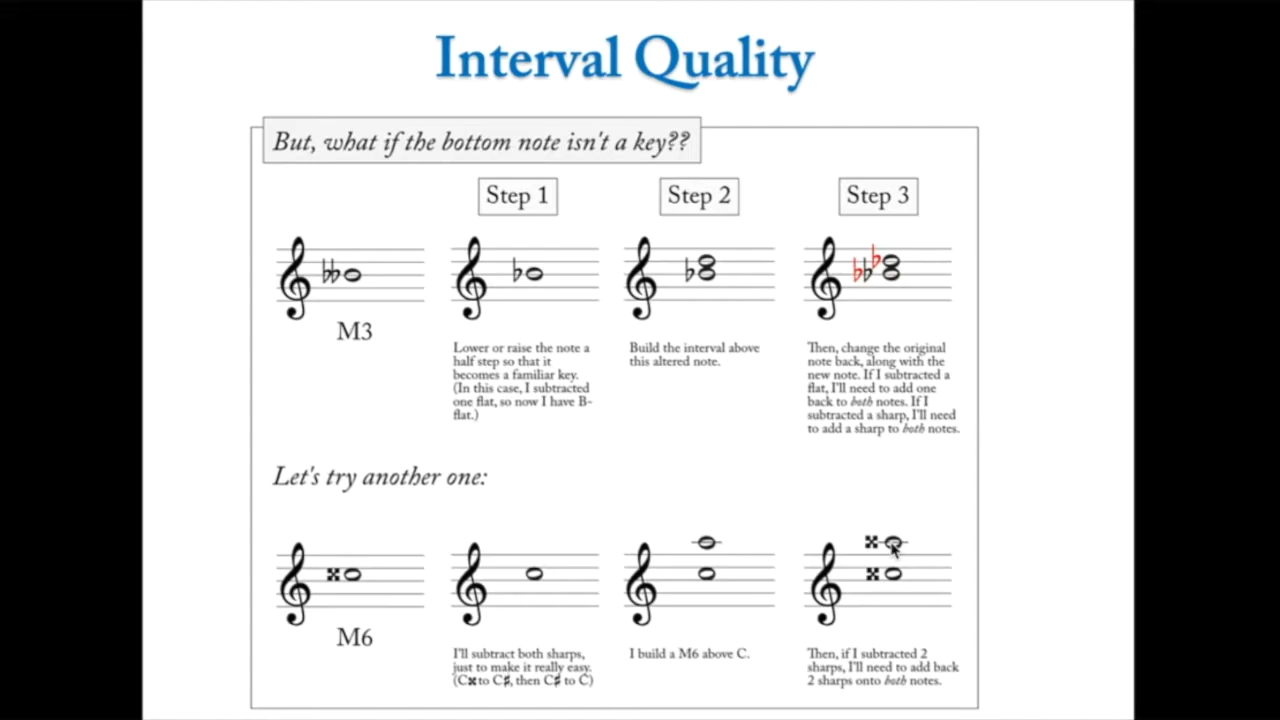 Interval Quality
But, what if the bottom note isn't a key??
Step 1
Step 2
Step 3
M3
Lower or raise the note a
half step so that it
becomes a familiar key.
(In this case, I subtracted
one flat, so now I have B-
flat.)
Build the interval above
this altered note.
Then, change the original
note back, along with the
new note. If I subtracted a
flat, I'll need to add one
back to both notes. If I
subtracted a sharp, I'll need
to add a sharp to both notes.
Let's try another one:
M6
I'll subtract both sharps,
just to make it really easy.
(C𝄪 to C♯, then C♯ to C)
I build a M6 above C.
Then, if I subtracted 2
sharps, I'll need to add back
2 sharps onto both notes.